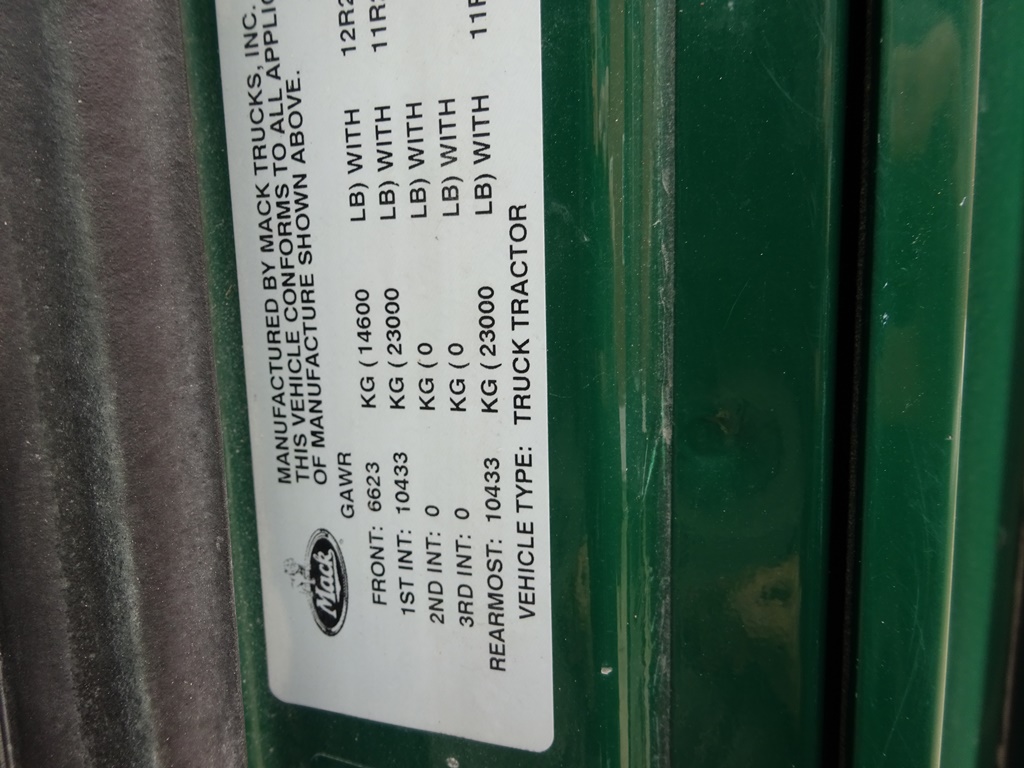 Mack
MANUFACTURED BY MACK TRUCKS, INC.
THIS VEHICLE CONFORMS TO ALL
OF MANUFACTURE SHOWN ABOVE.
GAWR
FRONT: 6623 KG (14600 LB) WITH
1ST INT: 10433 KG (23000 LB) WITH
2ND INT: 0 KG (0 LB) WITH
3RD INT: 0 KG (0 LB) WITH
REARMOST: 10433 KG (23000 LB) WITH
VEHICLE TYPE: TRUCK TRACTOR